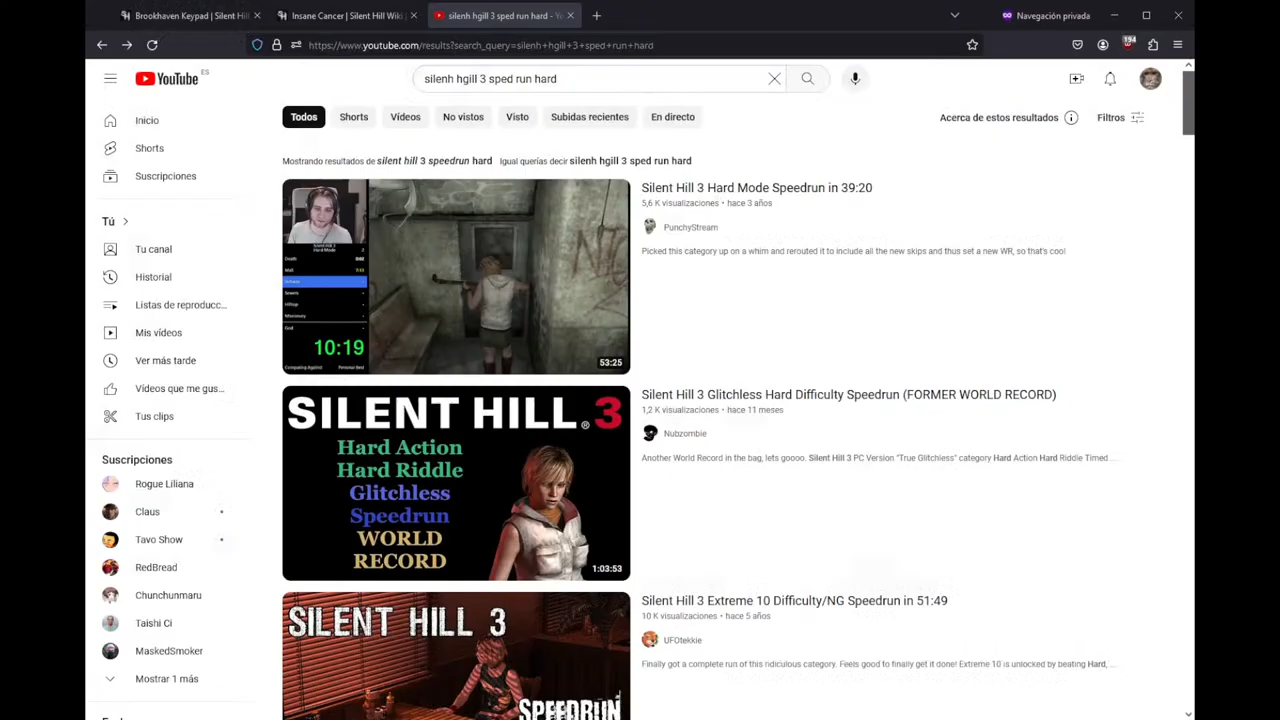 Brookhaven Keypad | Silent Hil
Insane Cancer | Silent Hill Wiki
silenh hgill 3 sped run hard - Yo
Navegación privada
https://www.youtube.com/results?search_query=silenh+hgill+3+sped+run+hard
194
YouTube ES
silenh hgill 3 sped run hard
Todos
Shorts
Vídeos
No vistos
Visto
Subidas recientes
En directo
Acerca de estos resultados
Filtros
Inicio
Shorts
Suscripciones
Tú
Tu canal
Historial
Listas de reproducc...
Mis vídeos
Ver más tarde
Vídeos que me gus...
Tus clips
Suscripciones
Rogue Liliana
Claus
Tavo Show
RedBread
Chunchunmaru
Taishi Ci
MaskedSmoker
Mostrar 1 más
Mostrando resultados de silent hill 3 speedrun hard
Igual querías decir silenh hgill 3 sped run hard
Silent Hill 3
Hard Mode
10:19
Comparing Against Personal Best
53:25
Silent Hill 3 Hard Mode Speedrun in 39:20
5,6 K visualizaciones • hace 3 años
PunchyStream
Picked this category up on a whim and rerouted it to include all the new skips and thus set a new WR, so that's cool!
SILENT HILL® 3
Hard Action
Hard Riddle
Glitchless
Speedrun
WORLD
RECORD
1:03:53
Silent Hill 3 Glitchless Hard Difficulty Speedrun (FORMER WORLD RECORD)
1,2 K visualizaciones • hace 11 meses
Nubzombie
Another World Record in the bag, lets goooo. Silent Hill 3 PC Version "True Glitchless" category Hard Action Hard Riddle Timed ...
SILENT HILL 3
SPEEDRUN
Silent Hill 3 Extreme 10 Difficulty/NG Speedrun in 51:49
10 K visualizaciones • hace 5 años
UFOtekkie
Finally got a complete run of this ridiculous category. Feels good to finally get it done! Extreme 10 is unlocked by beating Hard, ...